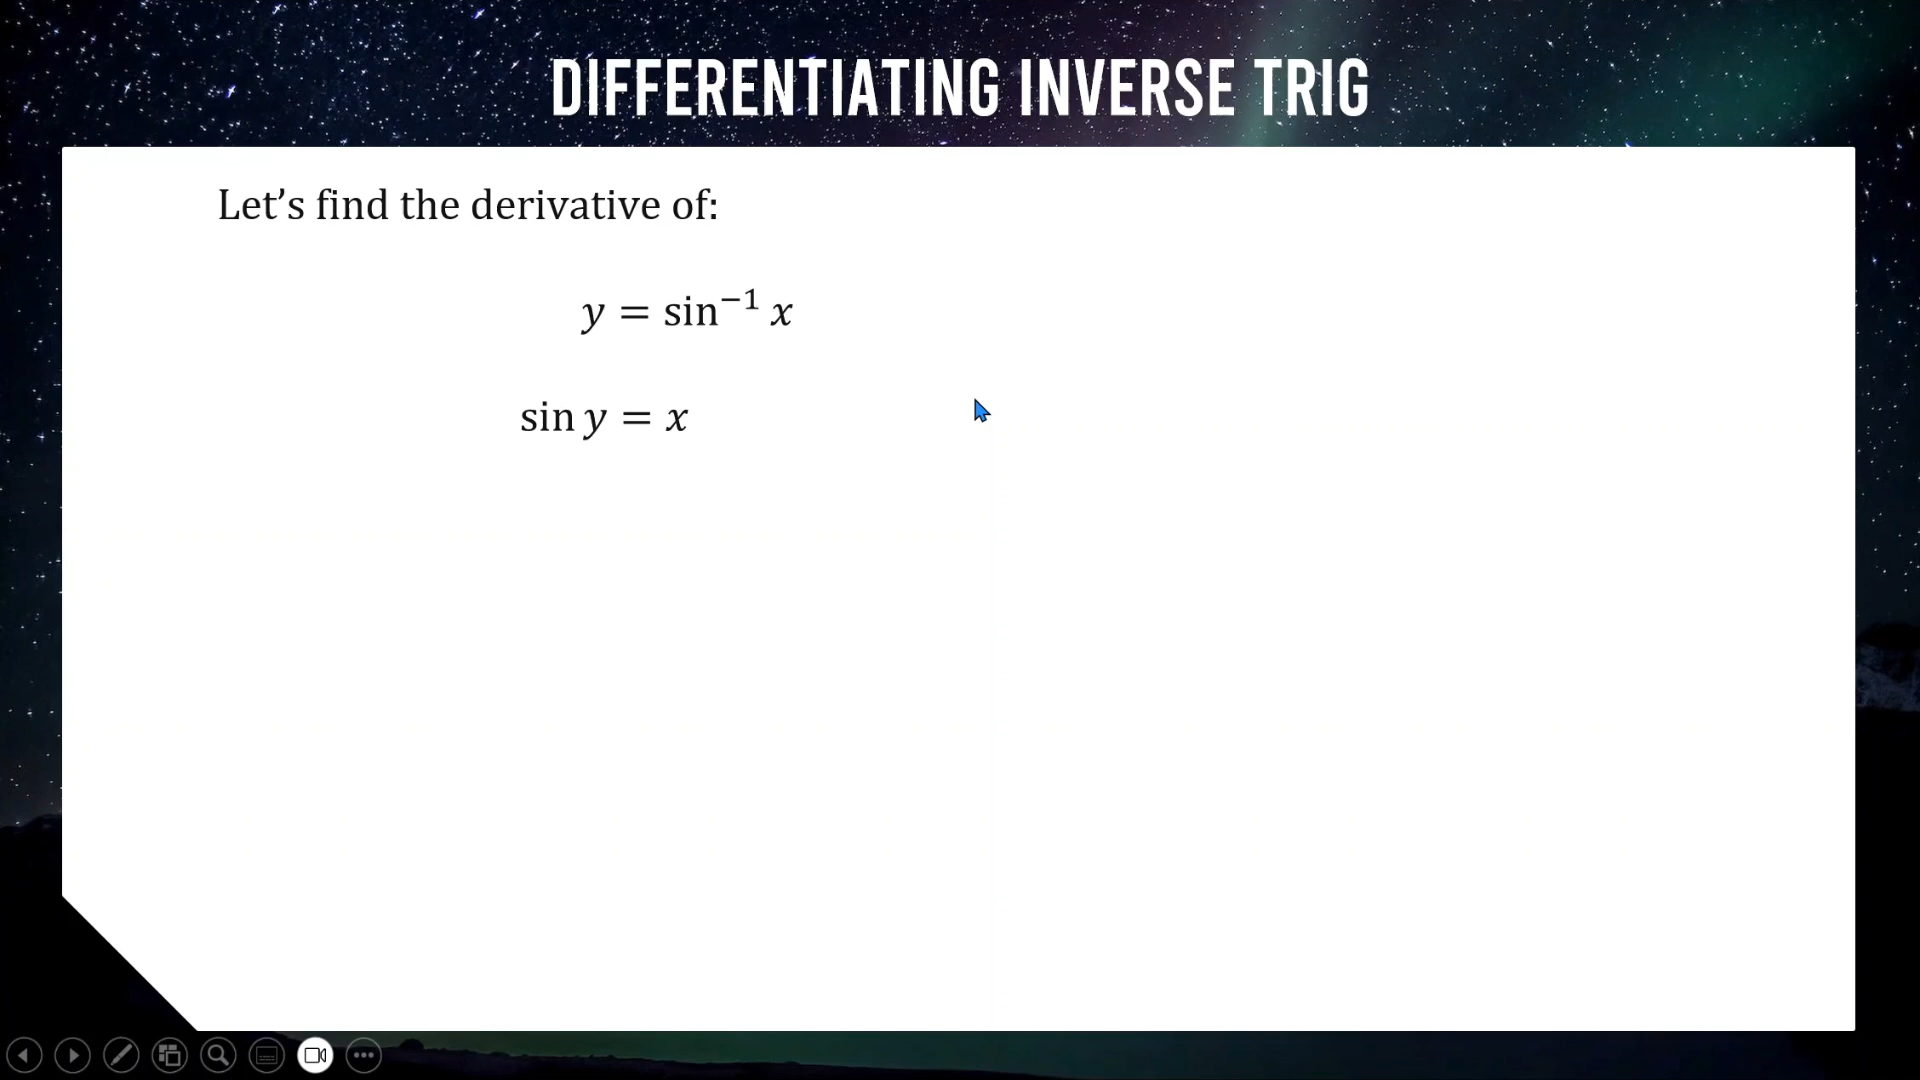 DIFFERENTIATING INVERSE TRIG
Let’s find the derivative of:
y = sin⁻¹ x
sin y = x